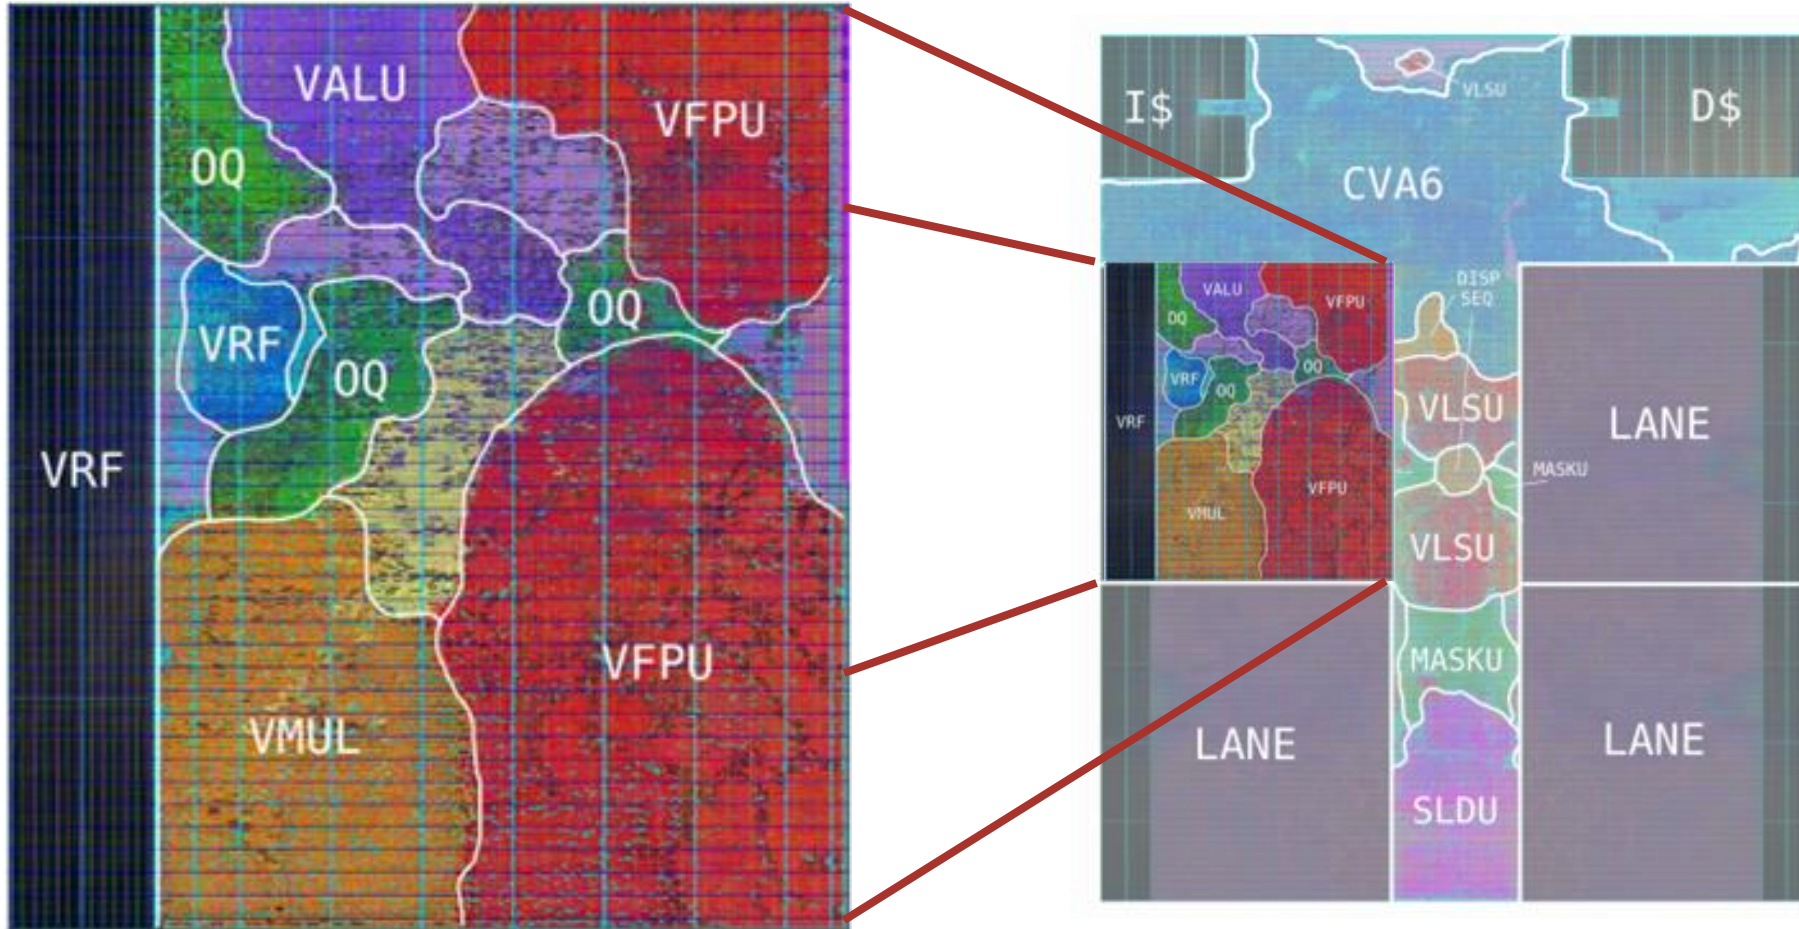 VALU
VFPU
OQ
VRF
OQ
OQ
VRF
VMUL
VFPU
I$
VLSU
D$
CVA6
DISP
SEQ
VALU
VFPU
OQ
VRF
OQ
OQ
VRF
VMUL
VFPU
VLSU
LANE
MASKU
VLSU
MASKU
LANE
LANE
SLDU